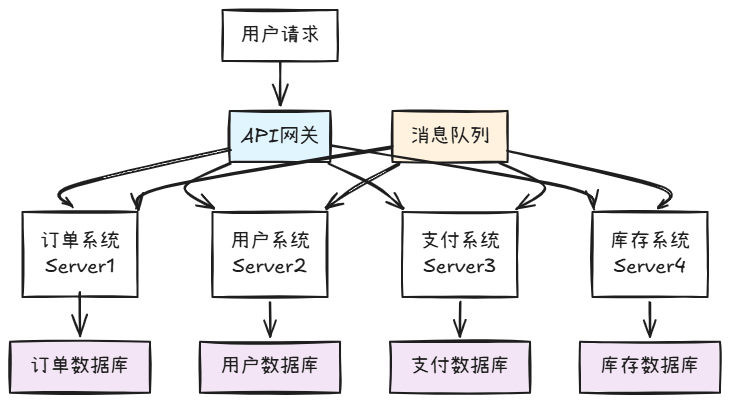 用户请求
API网关
消息队列
订单系统
Server1
用户系统
Server2
支付系统
Server3
库存系统
Server4
订单数据库
用户数据库
支付数据库
库存数据库